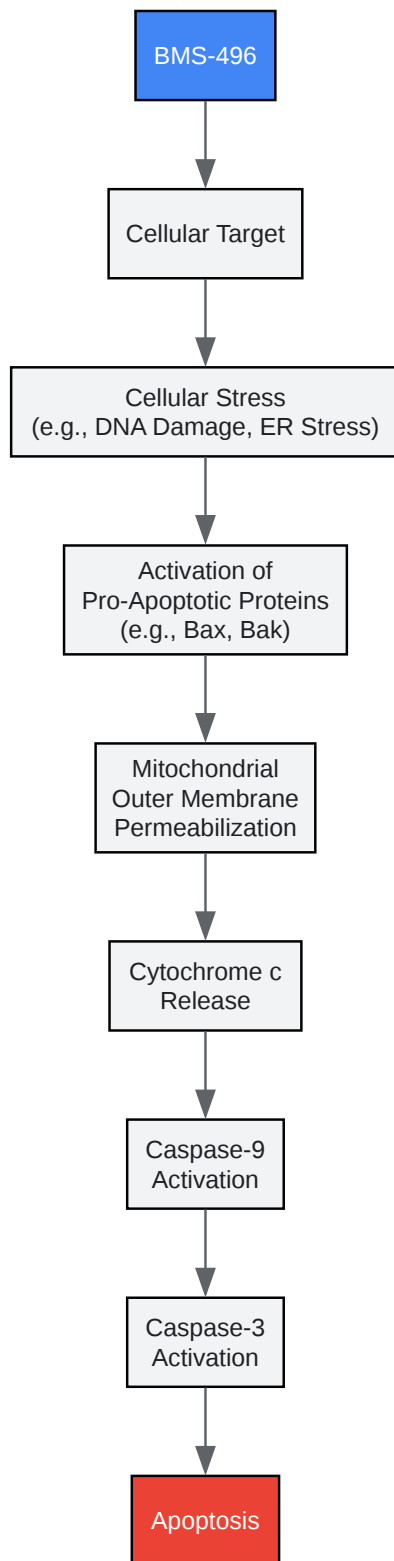 BMS-496
Cellular Target
Cellular Stress
(e.g., DNA Damage, ER Stress)
Activation of
Pro-Apoptotic Proteins
(e.g., Bax, Bak)
Mitochondrial
Outer Membrane
Permeabilization
Cytochrome c
Release
Caspase-9
Activation
Caspase-3
Activation
Apoptosis